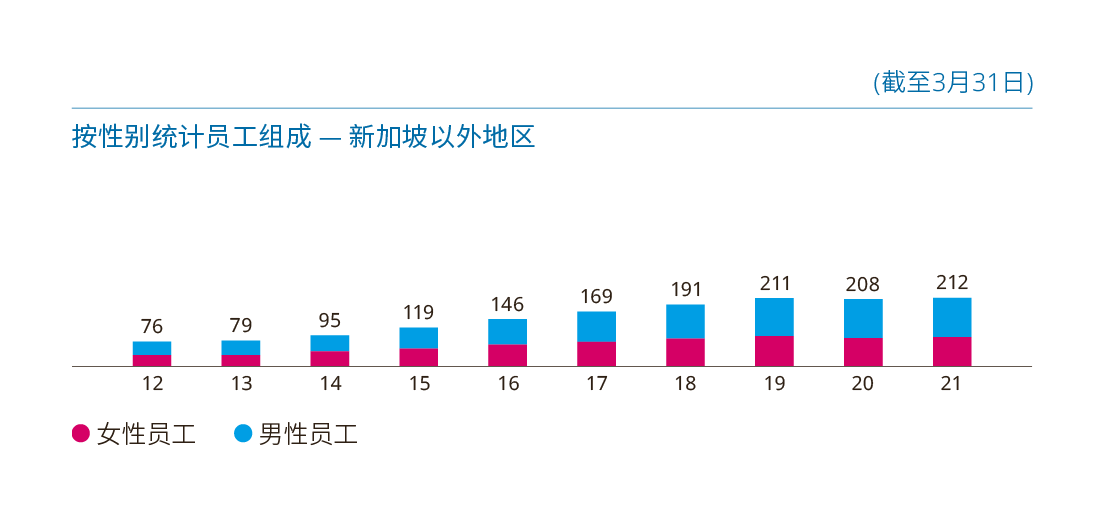 (截至3月31日)
按性别统计员工组成 — 新加坡以外地区
76 79 95 119 146 169 191 211 208 212
12 13 14 15 16 17 18 19 20 21
女性员工 男性员工